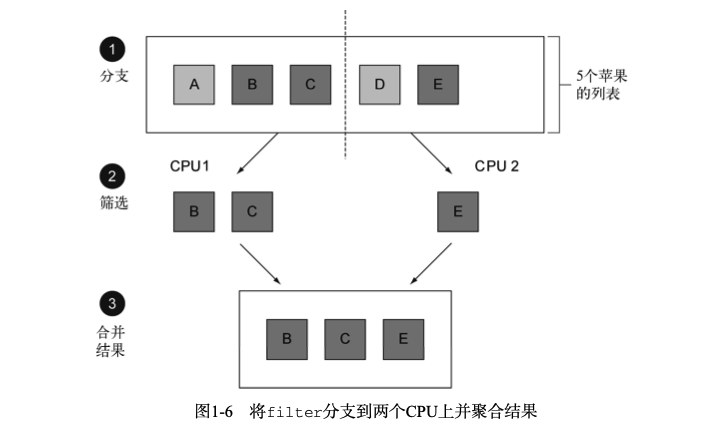 1
分支
A B C D E
5个苹果
的列表
CPU1 CPU 2
2
筛选
B C E
3
合并
结果
B C E
图1-6 将filter分支到两个CPU上并聚合结果